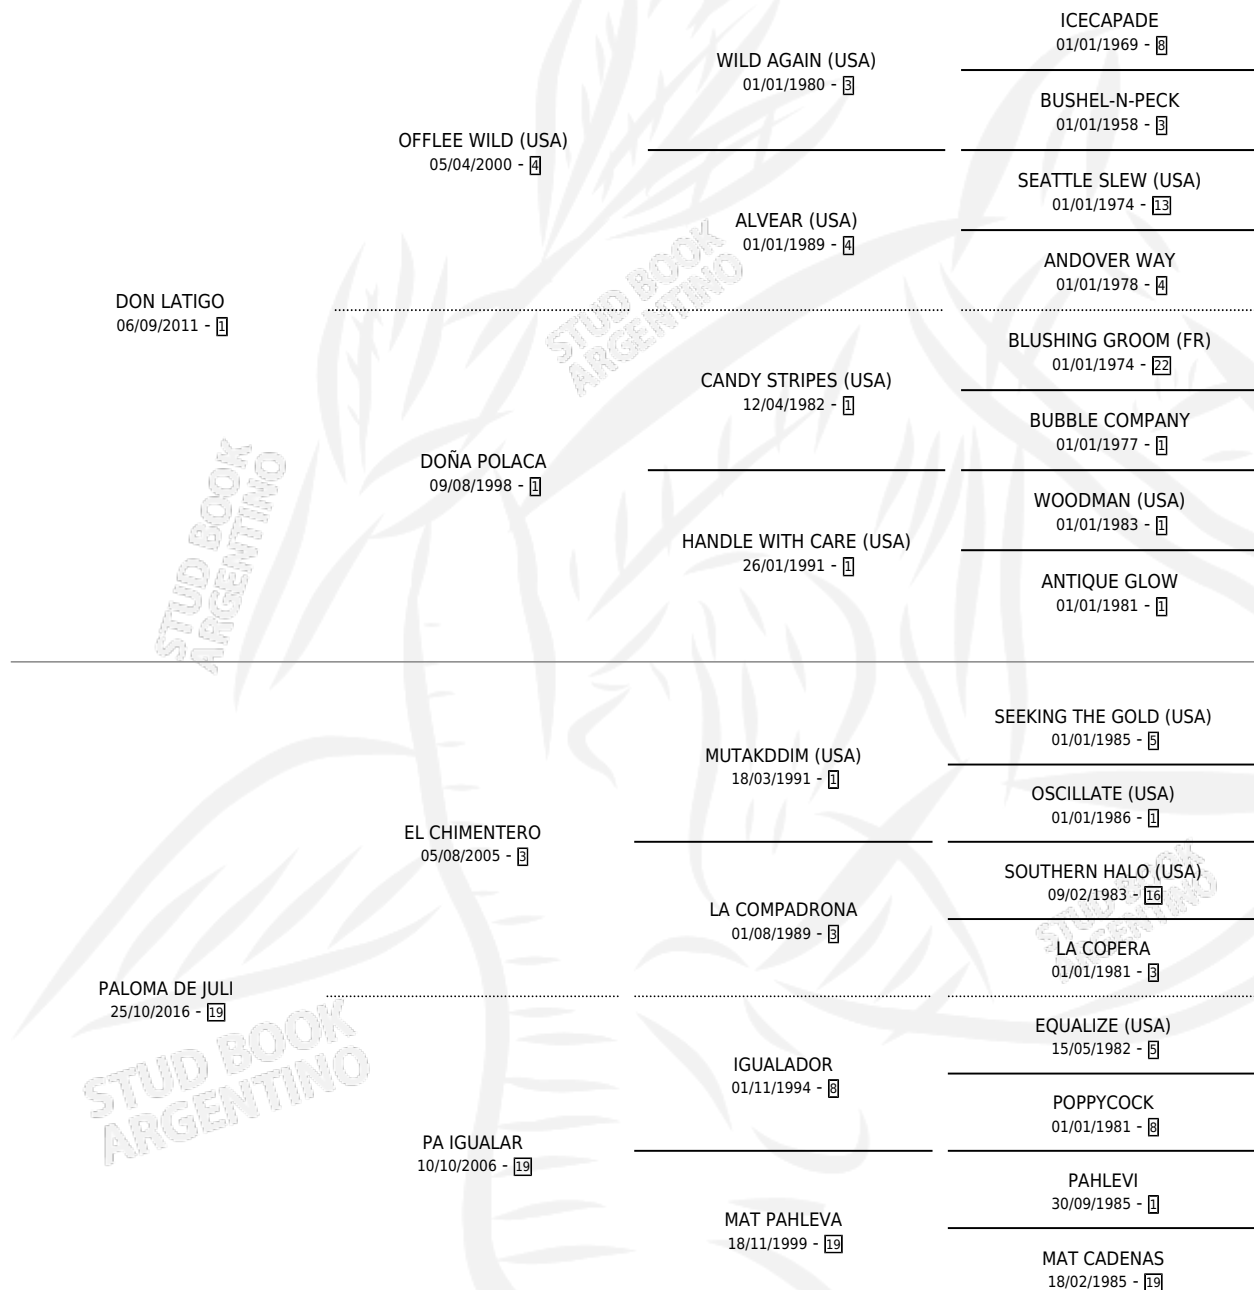 DON LATIGO
06/09/2011 - 1
OFFLEE WILD (USA)
05/04/2000 - 4
DOÑA POLACA
09/08/1998 - 1
WILD AGAIN (USA)
01/01/1980 - 3
ALVEAR (USA)
01/01/1989 - 4
CANDY STRIPES (USA)
12/04/1982 - 1
HANDLE WITH CARE (USA)
26/01/1991 - 1
ICECAPADE
01/01/1969 - 8
BUSHEL-N-PECK
01/01/1958 - 3
SEATTLE SLEW (USA)
01/01/1974 - 13
ANDOVER WAY
01/01/1978 - 4
BLUSHING GROOM (FR)
01/01/1974 - 22
BUBBLE COMPANY
01/01/1977 - 1
WOODMAN (USA)
01/01/1983 - 1
ANTIQUE GLOW
01/01/1981 - 1
PALOMA DE JULI
25/10/2016 - 19
EL CHIMENTERO
05/08/2005 - 3
PA IGUALAR
10/10/2006 - 19
MUTAKDDIM (USA)
18/03/1991 - 1
LA COMPADRONA
01/08/1989 - 3
IGUALADOR
01/11/1994 - 8
MAT PAHLEVA
18/11/1999 - 19
SEEKING THE GOLD (USA)
01/01/1985 - 5
OSCILLATE (USA)
01/01/1986 - 1
SOUTHERN HALO (USA)
09/02/1983 - 16
LA COPERA
01/01/1981 - 3
EQUALIZE (USA)
15/05/1982 - 5
POPPYCOCK
01/01/1981 - 8
PAHLEVI
30/09/1985 - 1
MAT CADENAS
18/02/1985 - 19
STUD BOOK
ARGENTINO
STUD BOOK
ARGENTINO
STUD BOOK
ARGENTINO
STUD BOOK
ARGENTINO